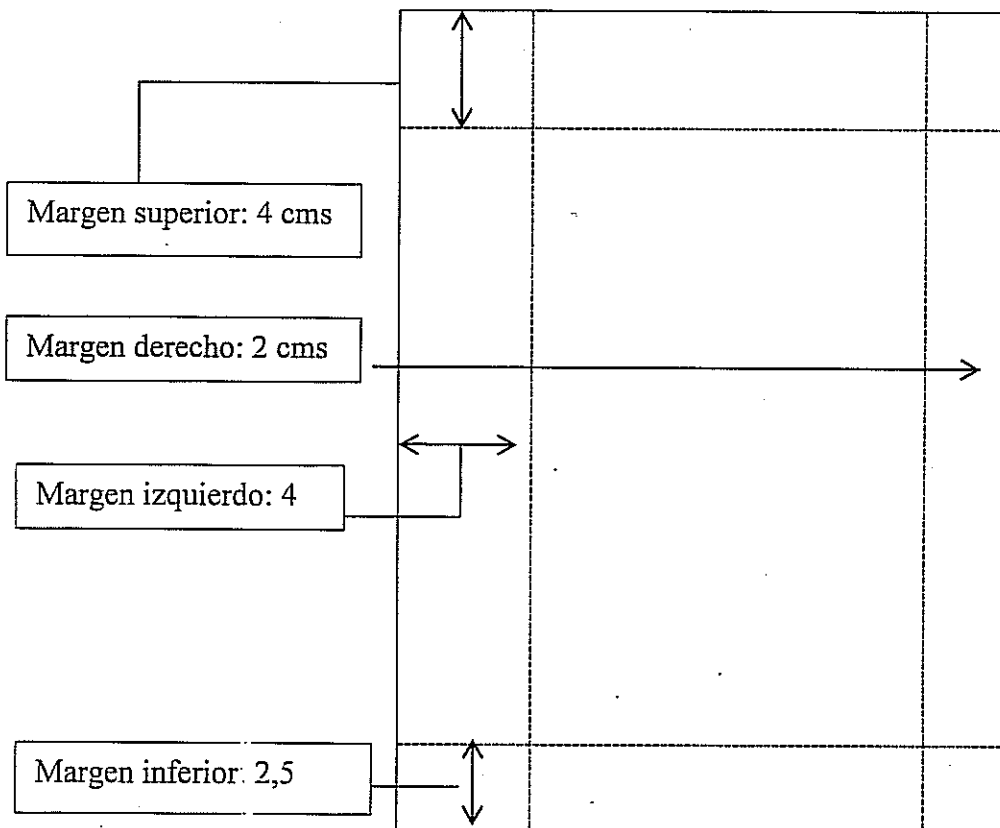 Margen superior: 4 cms
Margen derecho: 2 cms
Margen izquierdo: 4
Margen inferior: 2,5